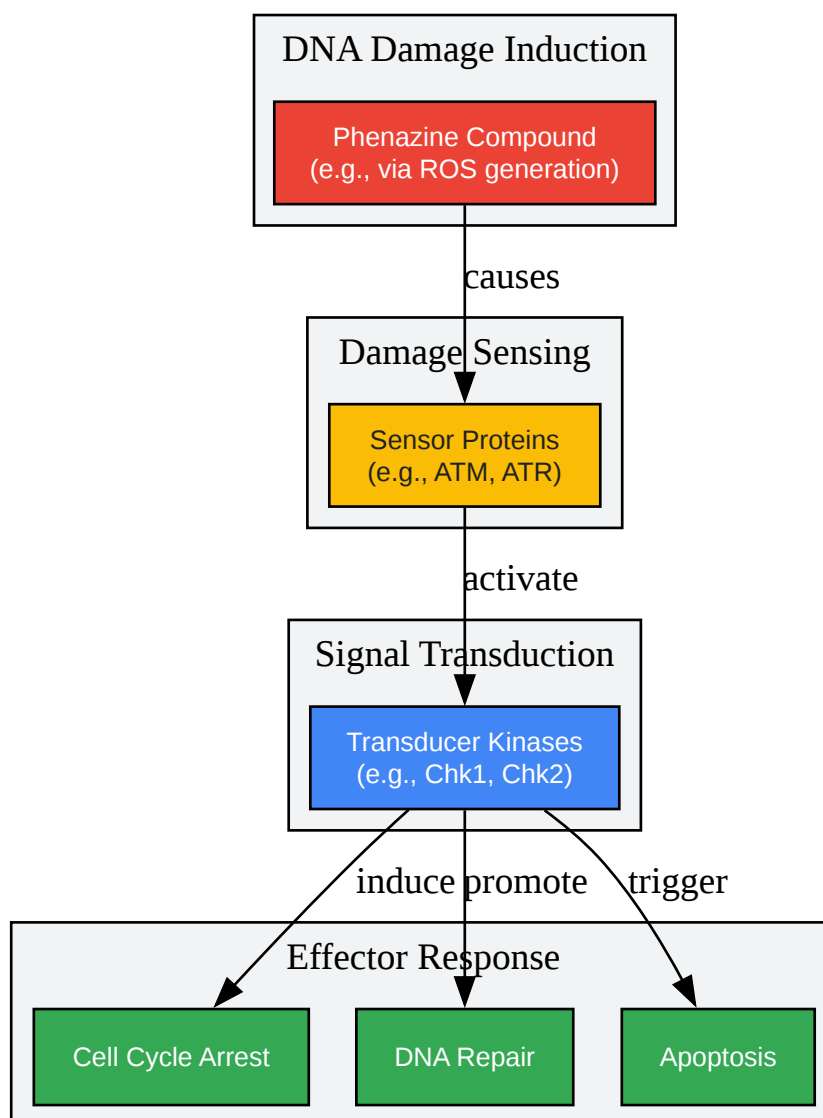 DNA Damage Induction
Phenazine Compound
(e.g., via ROS generation)
causes
Damage Sensing
Sensor Proteins
(e.g., ATM, ATR)
activate
Signal Transduction
Transducer Kinases
(e.g., Chk1, Chk2)
induce promote trigger
Effector Response
Cell Cycle Arrest DNA Repair Apoptosis